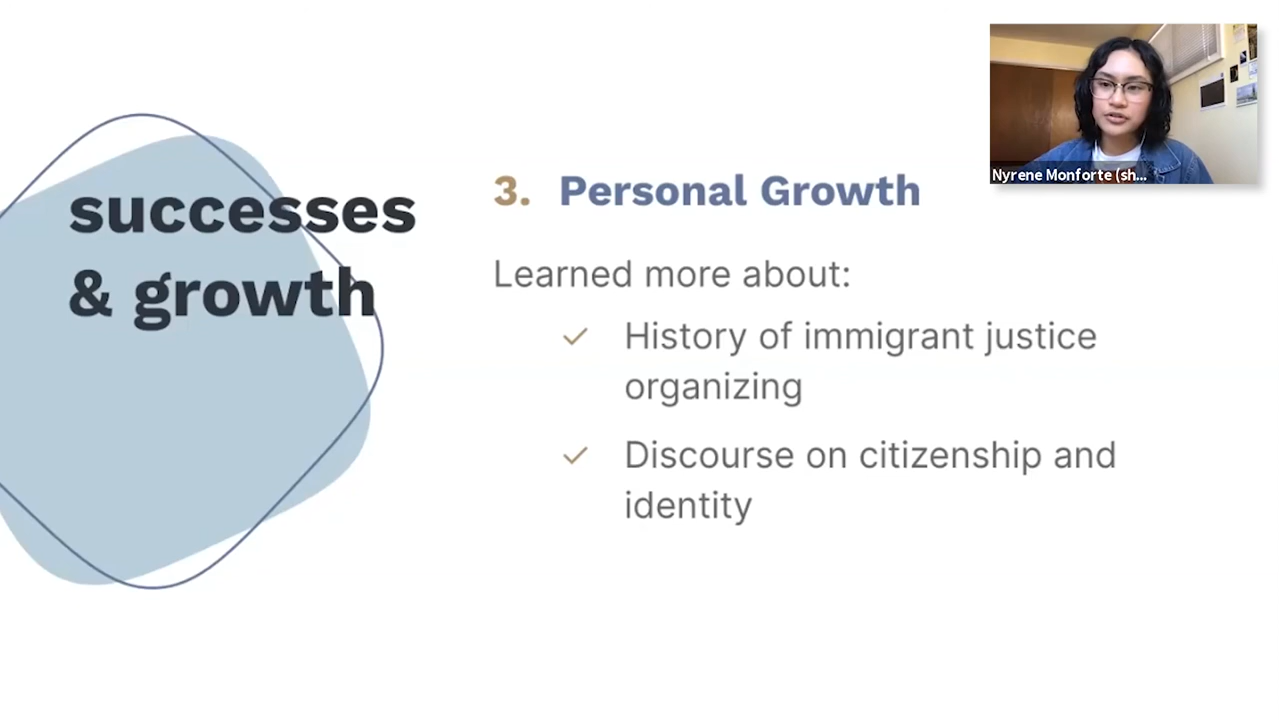 successes
& growth
3. Personal Growth
Learned more about:
History of immigrant justice
organizing
Discourse on citizenship and
identity
Nyrene Monforte (sh...